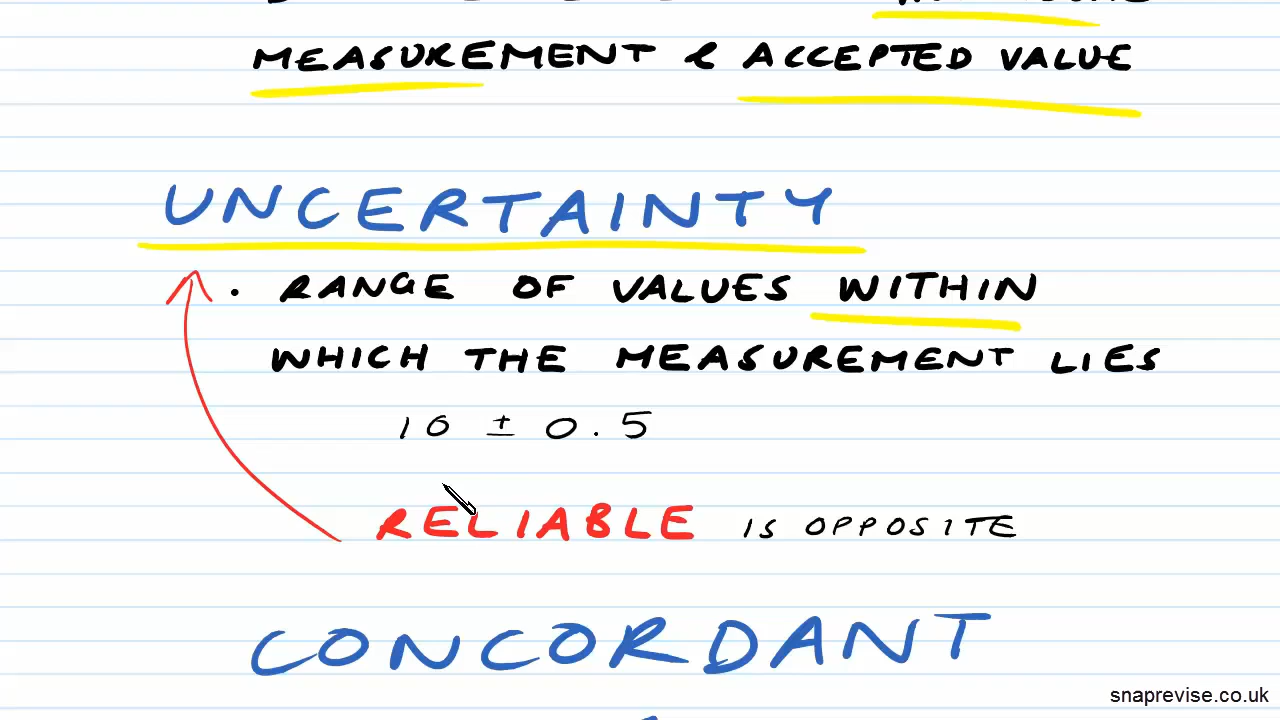 MEASUREMENT & ACCEPTED VALUE
UNCERTAINTY
. RANGE OF VALUES WITHIN
WHICH THE MEASUREMENT LIES
10 ± 0.5
RELIABLE IS OPPOSITE
CONCORDANT
snaprevise.co.uk